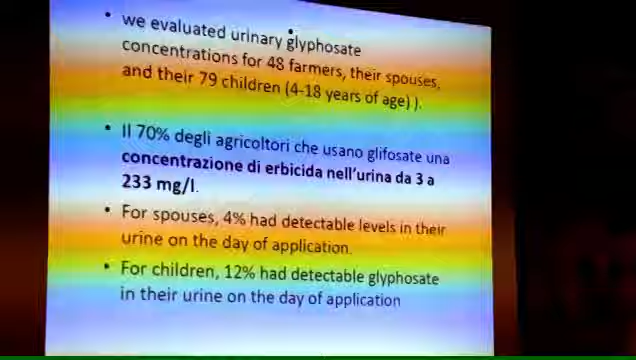 • we evaluated urinary glyphosate
concentrations for 48 farmers, their spouses,
and their 79 children (4-18 years of age) ).
• Il 70% degli agricoltori che usano glifosate una
concentrazione di erbicida nell'urina da 3 a
233 mg/l.
• For spouses, 4% had detectable levels in their
urine on the day of application.
• For children, 12% had detectable glyphosate
in their urine on the day of application